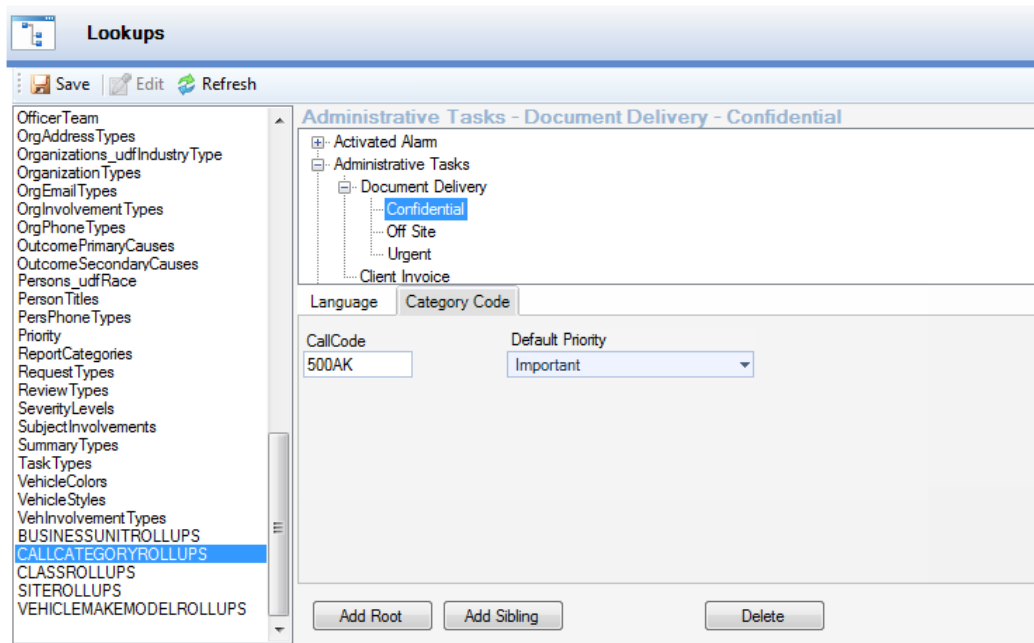 Lookups
Save Edit Refresh
OfficerTeam
OrgAddressTypes
Organizations_udfIndustryType
OrganizationTypes
OrgEmailTypes
OrgInvolvementTypes
OrgPhoneTypes
OutcomePrimaryCauses
OutcomeSecondaryCauses
Persons_udfRace
PersonTitles
PersPhoneTypes
Priority
ReportCategories
RequestTypes
ReviewTypes
SeverityLevels
SubjectInvolvements
SummaryTypes
TaskTypes
VehicleColors
VehicleStyles
VehInvolvementTypes
BUSINESSUNITROLLUPS
CALLCATEGORYROLLUPS
CLASSROLLUPS
SITEROLLUPS
VEHICLEMAKEMODELROLLUPS
Administrative Tasks - Document Delivery - Confidential
Activated Alarm
Administrative Tasks
Document Delivery
Confidential
Off Site
Urgent
Client Invoice
Language Category Code
CallCode Default Priority
500AK Important
Add Root Add Sibling Delete